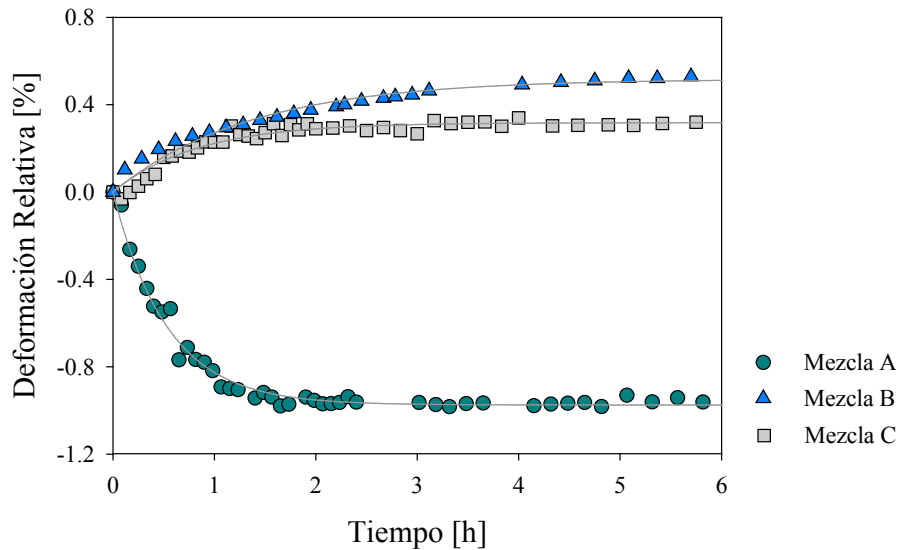 Deformación Relativa [%]
0.8
0.4
0.0
-0.4
-0.8
-1.2
0 1 2 3 4 5 6
Tiempo [h]
Mezcla A
Mezcla B
Mezcla C